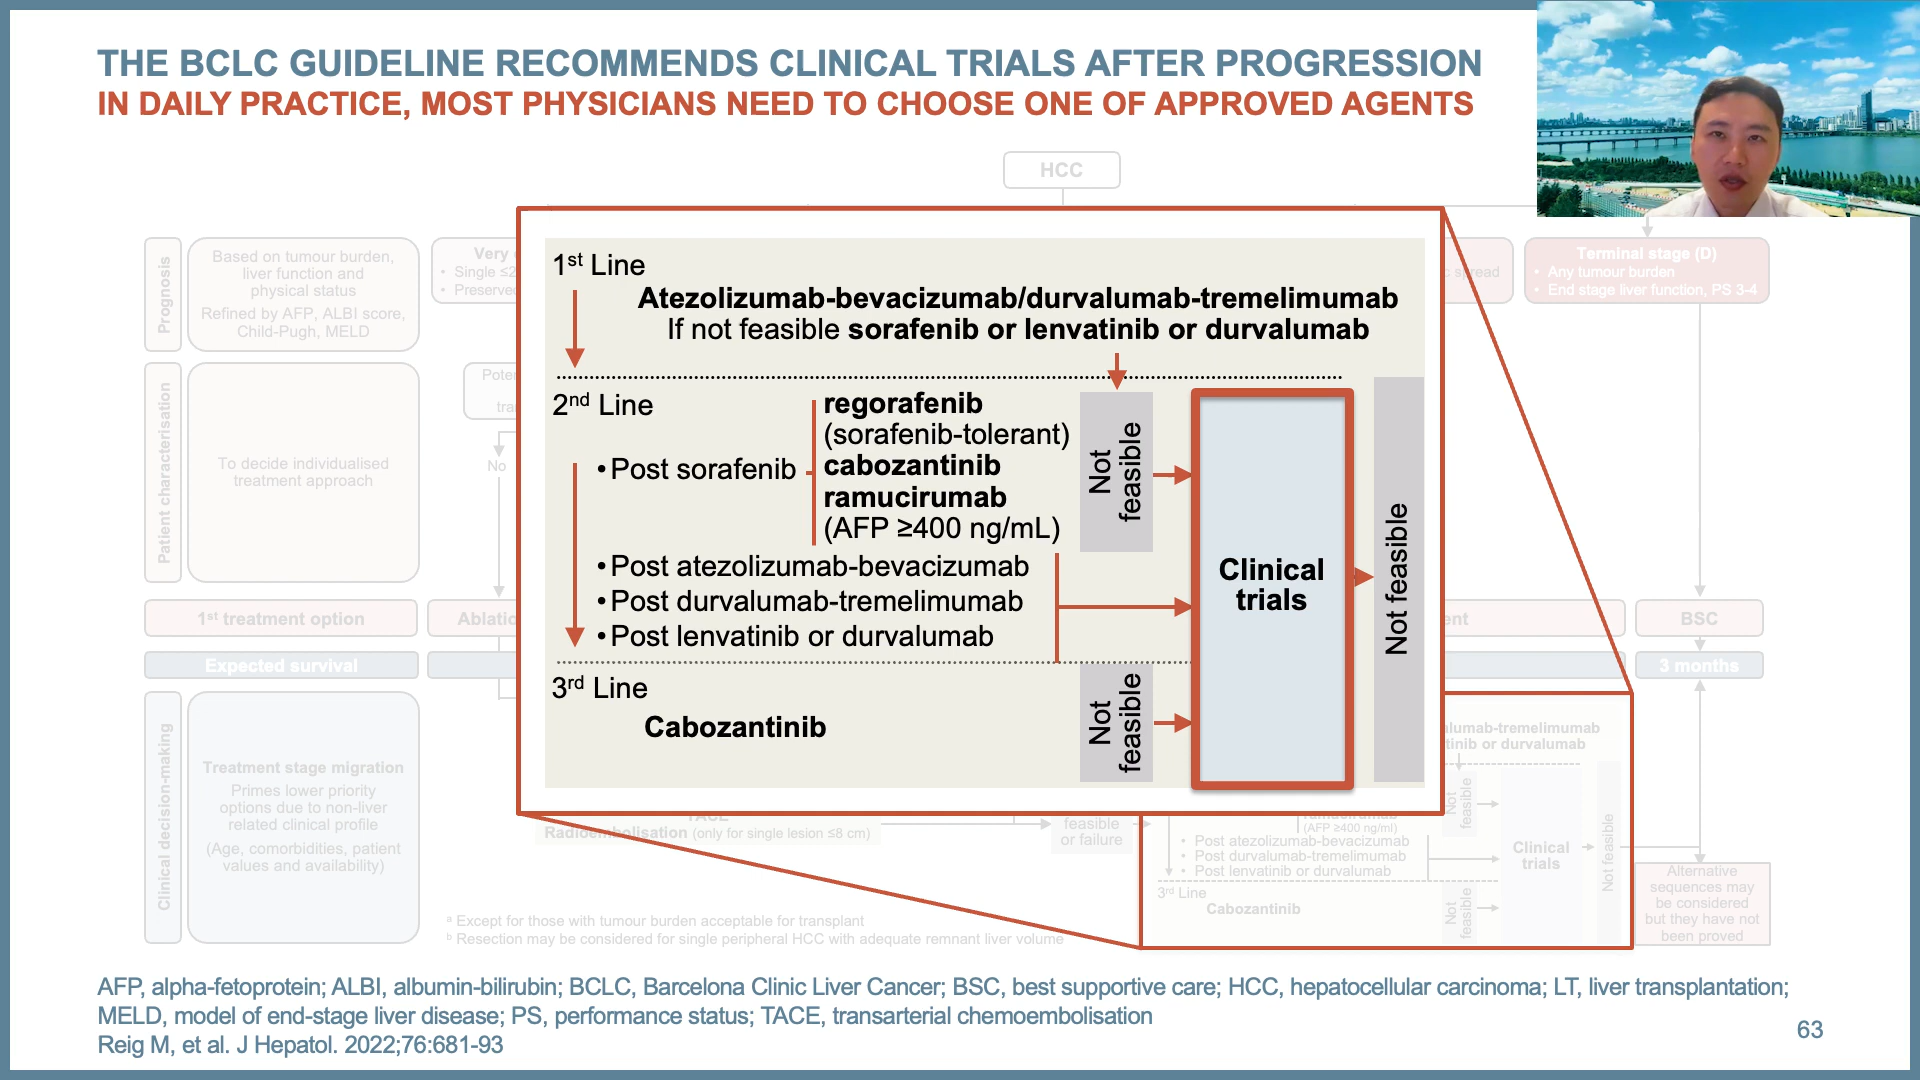 THE BCLC GUIDELINE RECOMMENDS CLINICAL TRIALS AFTER PROGRESSION
IN DAILY PRACTICE, MOST PHYSICIANS NEED TO CHOOSE ONE OF APPROVED AGENTS
HCC
Prognosis
Based on tumour burden,
liver function and
physical status
Refined by AFP, ALBI score,
Child-Pugh, MELD
Very
• Single ≤2
• Preserved
spread
Terminal stage (D)
• Any tumour burden
• End stage liver function, PS 3-4
1st Line
Atezolizumab-bevacizumab/durvalumab-tremelimumab
If not feasible sorafenib or lenvatinib or durvalumab
2nd Line
• Post sorafenib
regorafenib
(sorafenib-tolerant)
cabozantinib
ramucirumab
(AFP ≥400 ng/mL)
• Post atezolizumab-bevacizumab
• Post durvalumab-tremelimumab
• Post lenvatinib or durvalumab
3rd Line
Cabozantinib
Not
feasible
Not
feasible
Clinical
trials
Not feasible
Patient characterisation
To decide individualised
treatment approach
No
1st treatment option
BSC
Expected survival
3 months
Clinical decision-making
Treatment stage migration
Primes lower priority
options due to non-liver
related clinical profile
(Age, comorbidities, patient
values and availability)
Radioembolisation (only for single lesion ≤8 cm)
feasible
or failure
(AFP ≥400 ng/ml)
• Post atezolizumab-bevacizumab
• Post durvalumab-tremelimumab
• Post lenvatinib or durvalumab
3rd Line
Cabozantinib
Not
feasible
Not
feasible
Clinical
trials
Not feasible
Alternative
sequences may
be considered
but they have not
been proved
a Except for those with tumour burden acceptable for transplant
b Resection may be considered for single peripheral HCC with adequate remnant liver volume
AFP, alpha-fetoprotein; ALBI, albumin-bilirubin; BCLC, Barcelona Clinic Liver Cancer; BSC, best supportive care; HCC, hepatocellular carcinoma; LT, liver transplantation;
MELD, model of end-stage liver disease; PS, performance status; TACE, transarterial chemoembolisation
Reig M, et al. J Hepatol. 2022;76:681-93
63